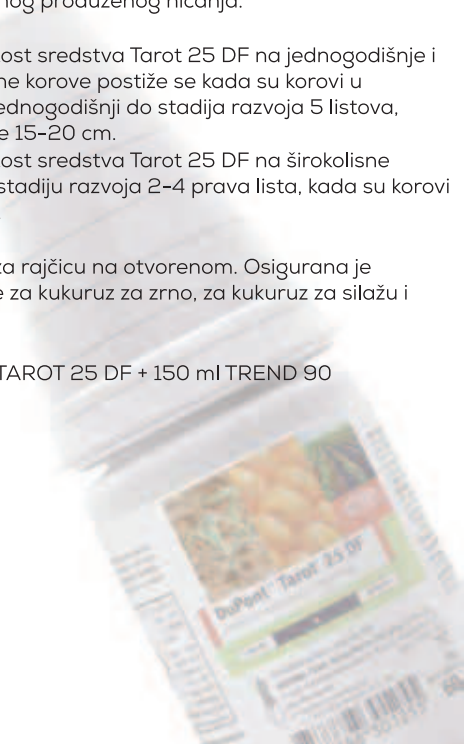 nog produženog nicanja.
ost sredstva Tarot 25 DF na jednogodišnje i
ne korove postiže se kada su korovi u
ednogodišnji do stadija razvoja 5 listova,
e 15-20 cm.
ost sredstva Tarot 25 DF na širokolisne
stadiju razvoja 2-4 prava lista, kada su korovi
za rajčicu na otvorenom. Osigurana je
e za kukuruz za zrno, za kukuruz za silažu i
TAROT 25 DF + 150 ml TREND 90
DuPont™ Tarot® 25 DF